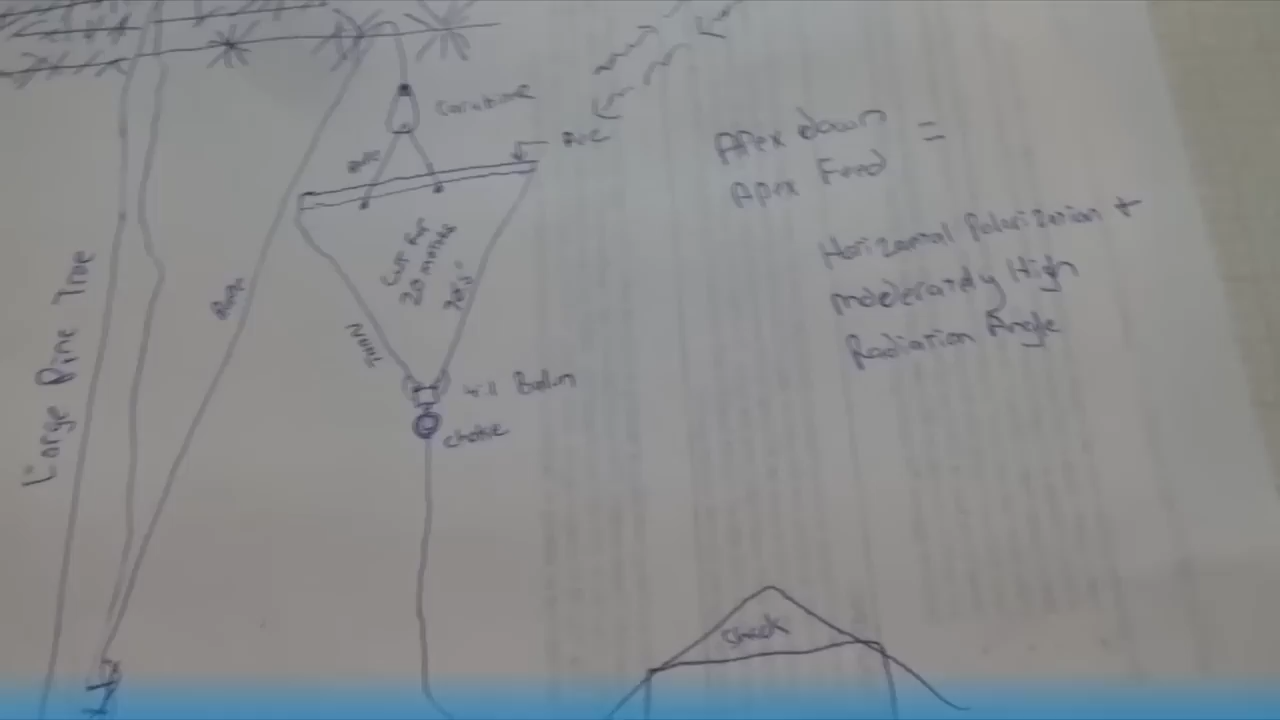 PVC
Apex down =
Apex Feed
Horizontal Polarization +
moderately High
Radiation Angle
Cut For
20 meters
Rope
Large Pine Tree
4:1 Balun
choke
Shack